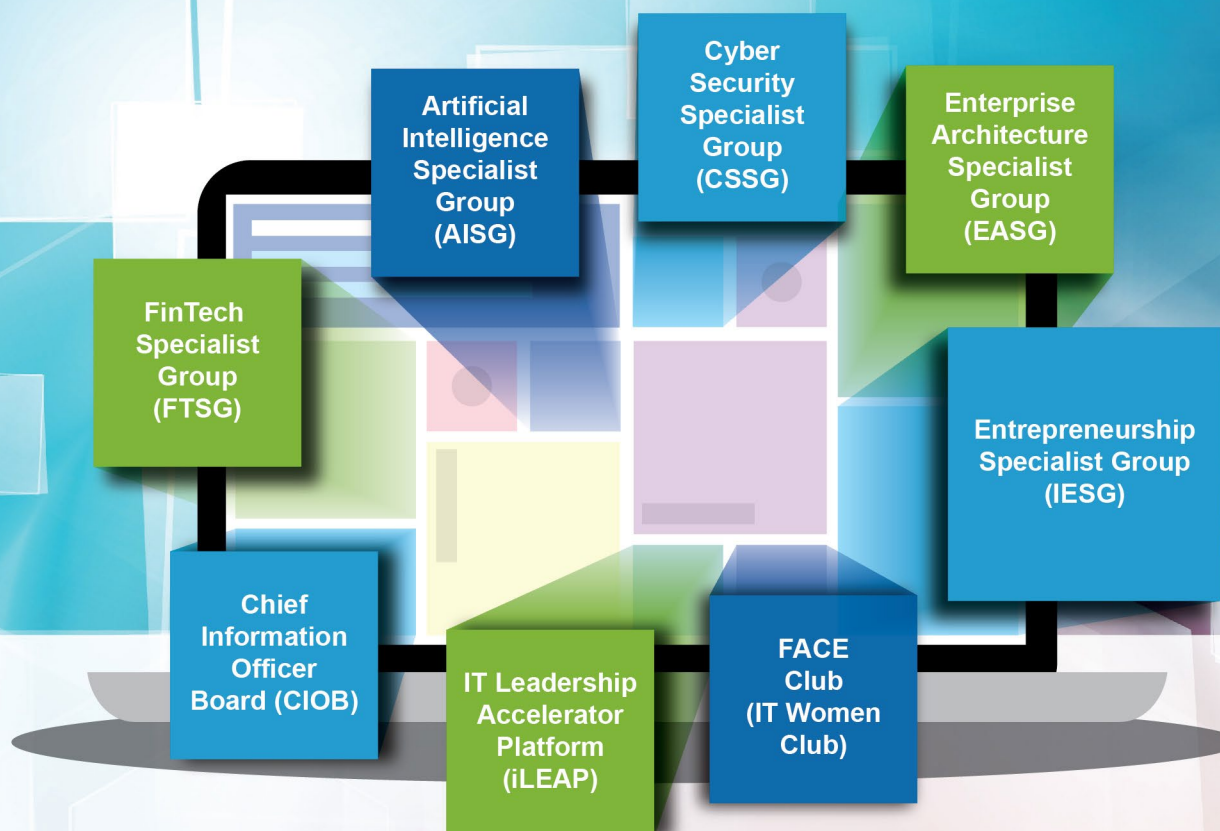 Cyber
Security
Specialist
Group
(CSSG)
Artificial
Intelligence
Specialist
Group
(AISG)
Enterprise
Architecture
Specialist
Group
(EASG)
FinTech
Specialist
Group
(FTSG)
Entrepreneurship
Specialist Group
(IESG)
Chief
Information
Officer
Board (CIOB)
IT Leadership
Accelerator
Platform
(iLEAP)
FACE
Club
(IT Women
Club)